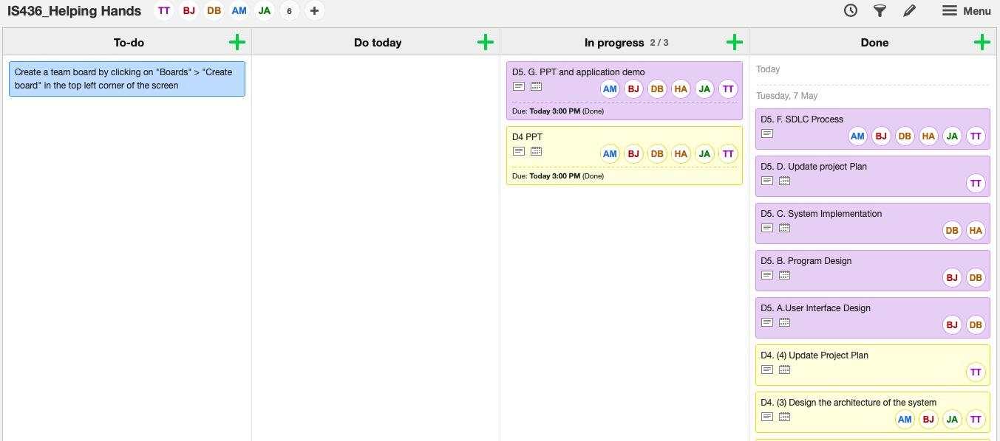 IS436_Helping Hands TT BJ DB AM JA 6 Menu
To-do
Create a team board by clicking on "Boards" > "Create
board" in the top left corner of the screen
Do today
In progress 2 / 3
D5. G. PPT and application demo
AM BJ DB HA JA TT
Due: Today 3:00 PM (Done)
D4 PPT
AM BJ DB HA JA TT
Due: Today 3:00 PM (Done)
Done
Today
Tuesday, 7 May
D5. F. SDLC Process
AM BJ DB HA JA TT
D5. D. Update project Plan
TT
D5. C. System Implementation
DB HA
D5. B. Program Design
BJ DB
D5. A.User Interface Design
BJ DB
D4. (4) Update Project Plan
TT
D4. (3) Design the architecture of the system
AM BJ JA TT